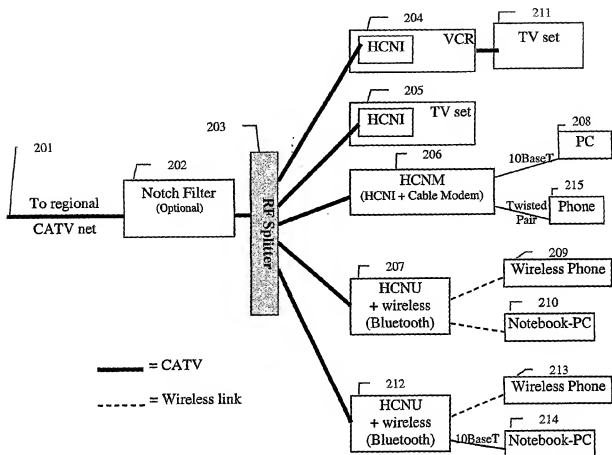 204
211
HCNI
VCR
TV set
205
HCNI
TV set
203
208
PC
201
202
206
10BaseT
HCNM
(HCNI + Cable Modem)
215
To regional
CATV net
Notch Filter
(Optional)
RF Splitter
Twisted
Pair
Phone
207
209
HCNU
+ wireless
(Bluetooth)
Wireless Phone
210
Notebook-PC
= CATV
= Wireless link
212
213
HCNU
+ wireless
(Bluetooth)
Wireless Phone
214
10BaseT
Notebook-PC